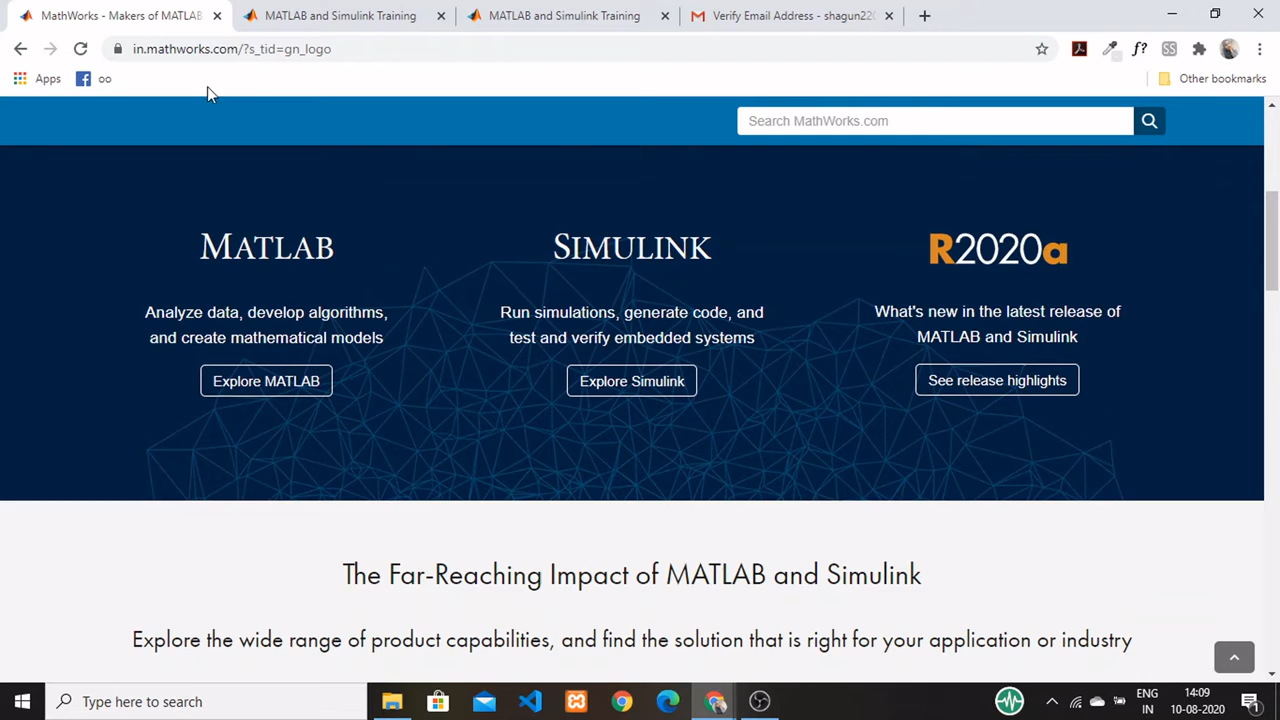 MathWorks - Makers of MATLAB
MATLAB and Simulink Training
MATLAB and Simulink Training
Verify Email Address - shagun220
in.mathworks.com/?s_tid=gn_logo
f?
SS
Apps
oo
Other bookmarks
Search MathWorks.com
MATLAB
SIMULINK
R2020a
Analyze data, develop algorithms,
and create mathematical models
Run simulations, generate code, and
test and verify embedded systems
What's new in the latest release of
MATLAB and Simulink
Explore MATLAB
Explore Simulink
See release highlights
The Far-Reaching Impact of MATLAB and Simulink
Explore the wide range of product capabilities, and find the solution that is right for your application or industry
Type here to search
ENG
IN
14:09
10-08-2020
1